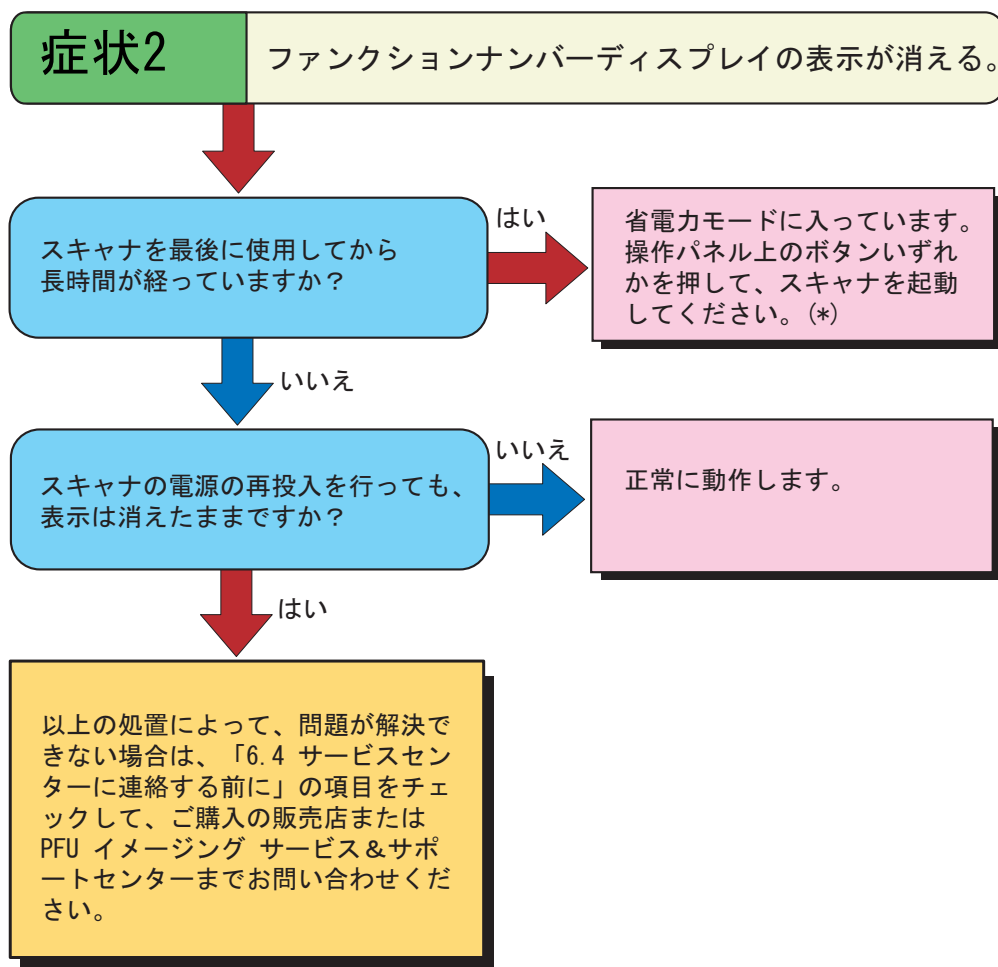 症状2
ファンクションナンバーディスプレイの表示が消える。
スキャナを最後に使用してから
長時間が経っていますか？
はい
省電力モードに入っています。
操作パネル上のボタンいずれ
かを押して、スキャナを起動
してください。(*)
いいえ
スキャナの電源の再投入を行っても、
表示は消えたままですか？
いいえ
正常に動作します。
はい
以上の処置によって、問題が解決で
きない場合は、「6.4 サービスセン
ターに連絡する前に」の項目をチェ
ックして、ご購入の販売店または
PFU イメージング サービス＆サポ
ートセンターまでお問い合わせくだ
さい。